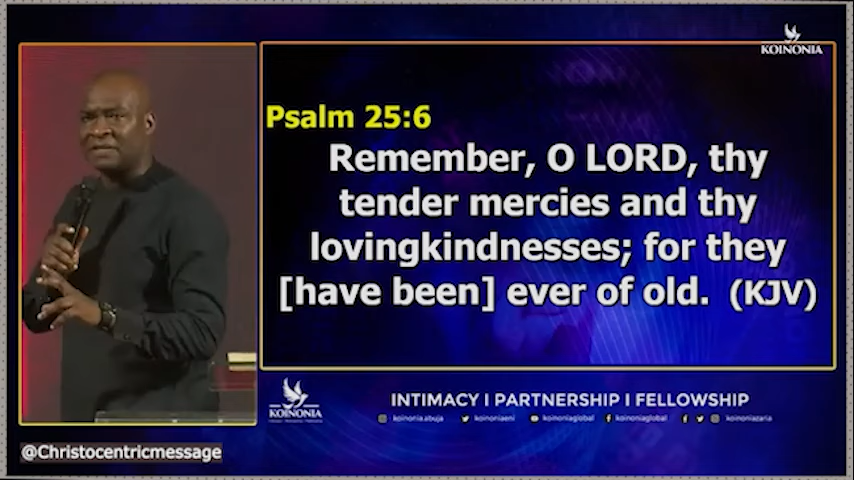 KOINONIA
Psalm 25:6
Remember, O LORD, thy
tender mercies and thy
lovingkindnesses; for they
[have been] ever of old. (KJV)
KOINONIA
INTIMACY I PARTNERSHIP I FELLOWSHIP
koinonia.abuja koinoniaeni koinoniaglobal koinoniaglobal koinoniazaria
@Christocentricmessage